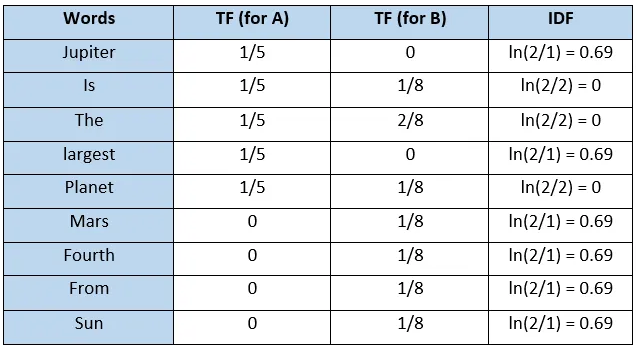 Words TF (for A) TF (for B) IDF
Jupiter 1/5 0 ln(2/1) = 0.69
Is 1/5 1/8 ln(2/2) = 0
The 1/5 2/8 ln(2/2) = 0
largest 1/5 0 ln(2/1) = 0.69
Planet 1/5 1/8 ln(2/2) = 0
Mars 0 1/8 ln(2/1) = 0.69
Fourth 0 1/8 ln(2/1) = 0.69
From 0 1/8 ln(2/1) = 0.69
Sun 0 1/8 ln(2/1) = 0.69